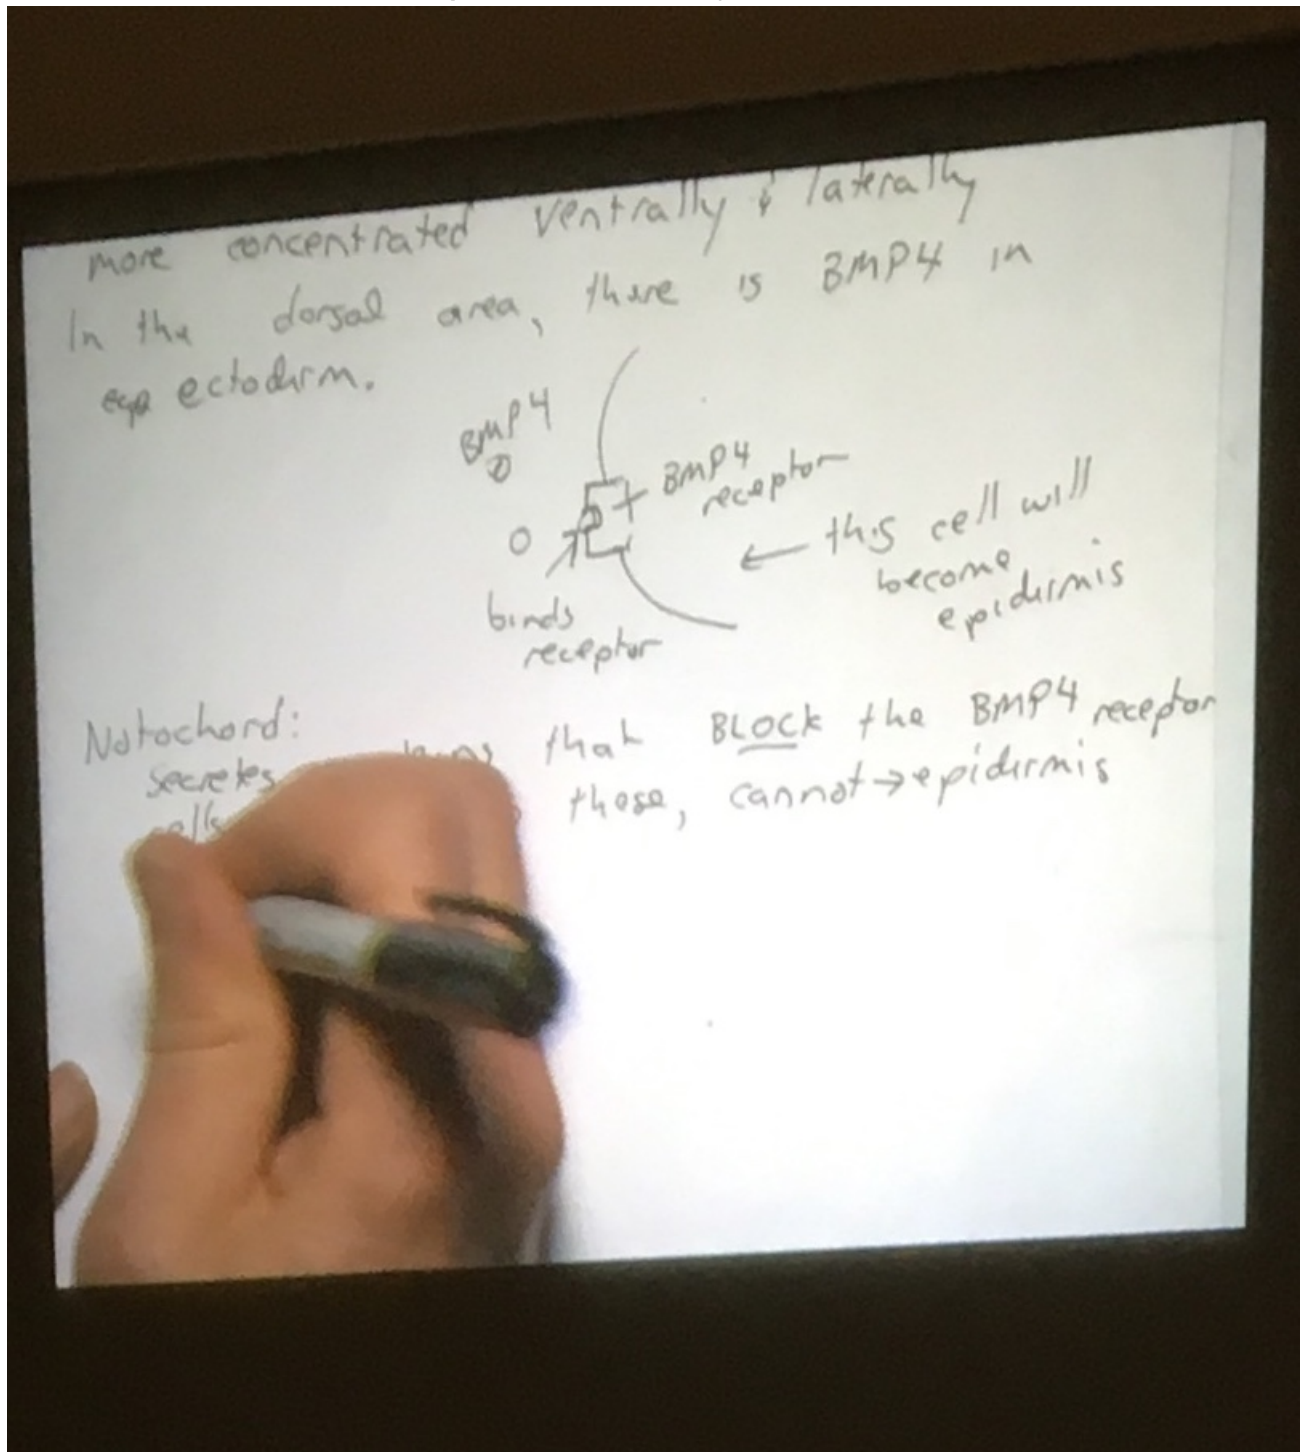 more concentrated ventrally & laterally
In the dorsal area, there is BMP4 in
ectoderm.
BMP4
BMP4
receptor
this cell will
become
epidermis
binds
receptor
Notochord:
secretes that BLOCK the BMP4 receptor
cells those, cannot → epidermis